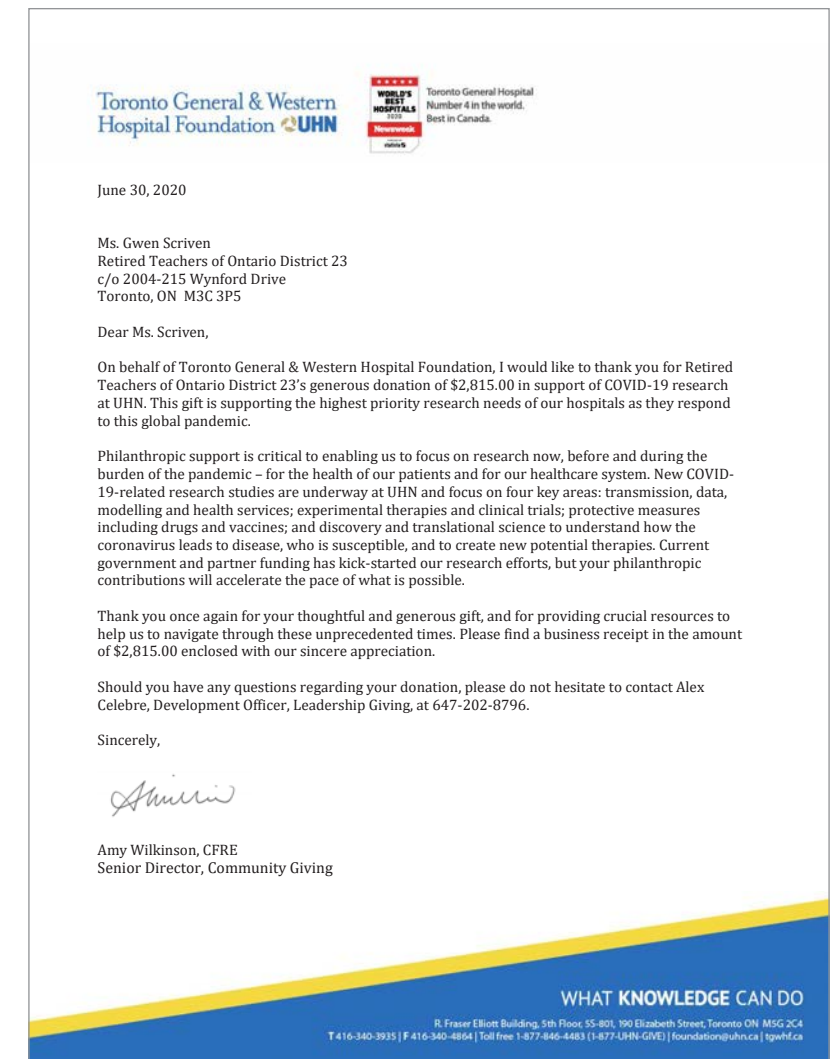 Toronto General & Western
Hospital Foundation UHN
WORLD'S
BEST
HOSPITALS
2020
Newsweek
Toronto General Hospital
Number 4 in the world.
Best in Canada.
June 30, 2020
Ms. Gwen Scriven
Retired Teachers of Ontario District 23
c/o 2004-215 Wynford Drive
Toronto, ON  M3C 3P5
Dear Ms. Scriven,
On behalf of Toronto General & Western Hospital Foundation, I would like to thank you for Retired
Teachers of Ontario District 23’s generous donation of $2,815.00 in support of COVID-19 research
at UHN. This gift is supporting the highest priority research needs of our hospitals as they respond
to this global pandemic.
Philanthropic support is critical to enabling us to focus on research now, before and during the
burden of the pandemic – for the health of our patients and for our healthcare system. New COVID-
19-related research studies are underway at UHN and focus on four key areas: transmission, data,
modelling and health services; experimental therapies and clinical trials; protective measures
including drugs and vaccines; and discovery and translational science to understand how the
coronavirus leads to disease, who is susceptible, and to create new potential therapies. Current
government and partner funding has kick-started our research efforts, but your philanthropic
contributions will accelerate the pace of what is possible.
Thank you once again for your thoughtful and generous gift, and for providing crucial resources to
help us to navigate through these unprecedented times. Please find a business receipt in the amount
of $2,815.00 enclosed with our sincere appreciation.
Should you have any questions regarding your donation, please do not hesitate to contact Alex
Celebre, Development Officer, Leadership Giving, at 647-202-8796.
Sincerely,
Amy Wilkinson, CFRE
Senior Director, Community Giving
WHAT KNOWLEDGE CAN DO
R. Fraser Elliott Building, 5th Floor, 5S-801, 190 Elizabeth Street, Toronto ON M5G 2C4
T 416-340-3935 | F 416-340-4864 | Toll free 1-877-846-4483 (1-877-UHN-GIVE) | foundation@uhn.ca | tgwhf.ca